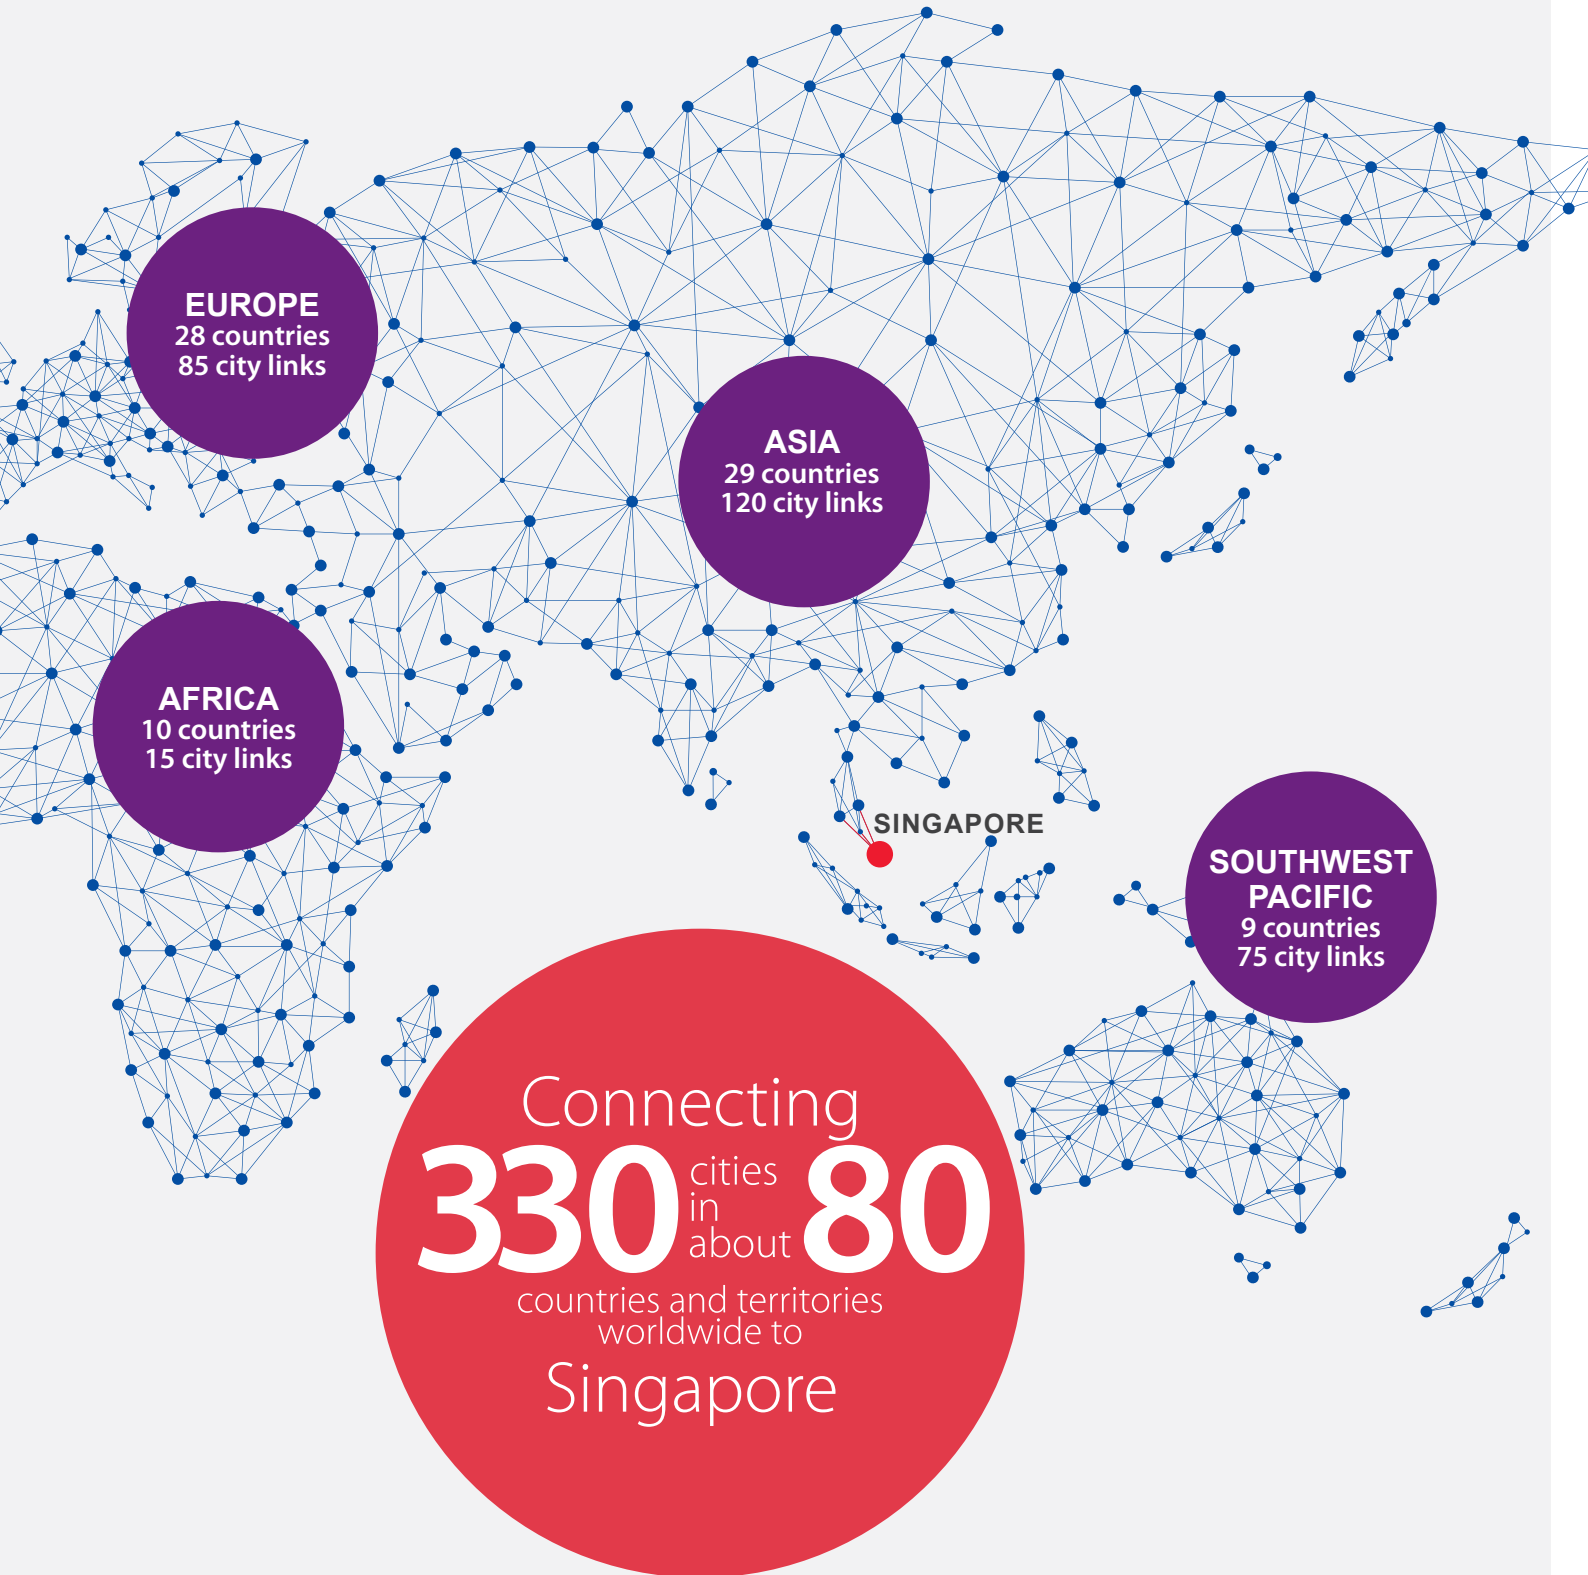 EUROPE
28 countries
85 city links
ASIA
29 countries
120 city links
AFRICA
10 countries
15 city links
SINGAPORE
SOUTHWEST
PACIFIC
9 countries
75 city links
Connecting
330 cities in about 80
countries and territories
worldwide to
Singapore